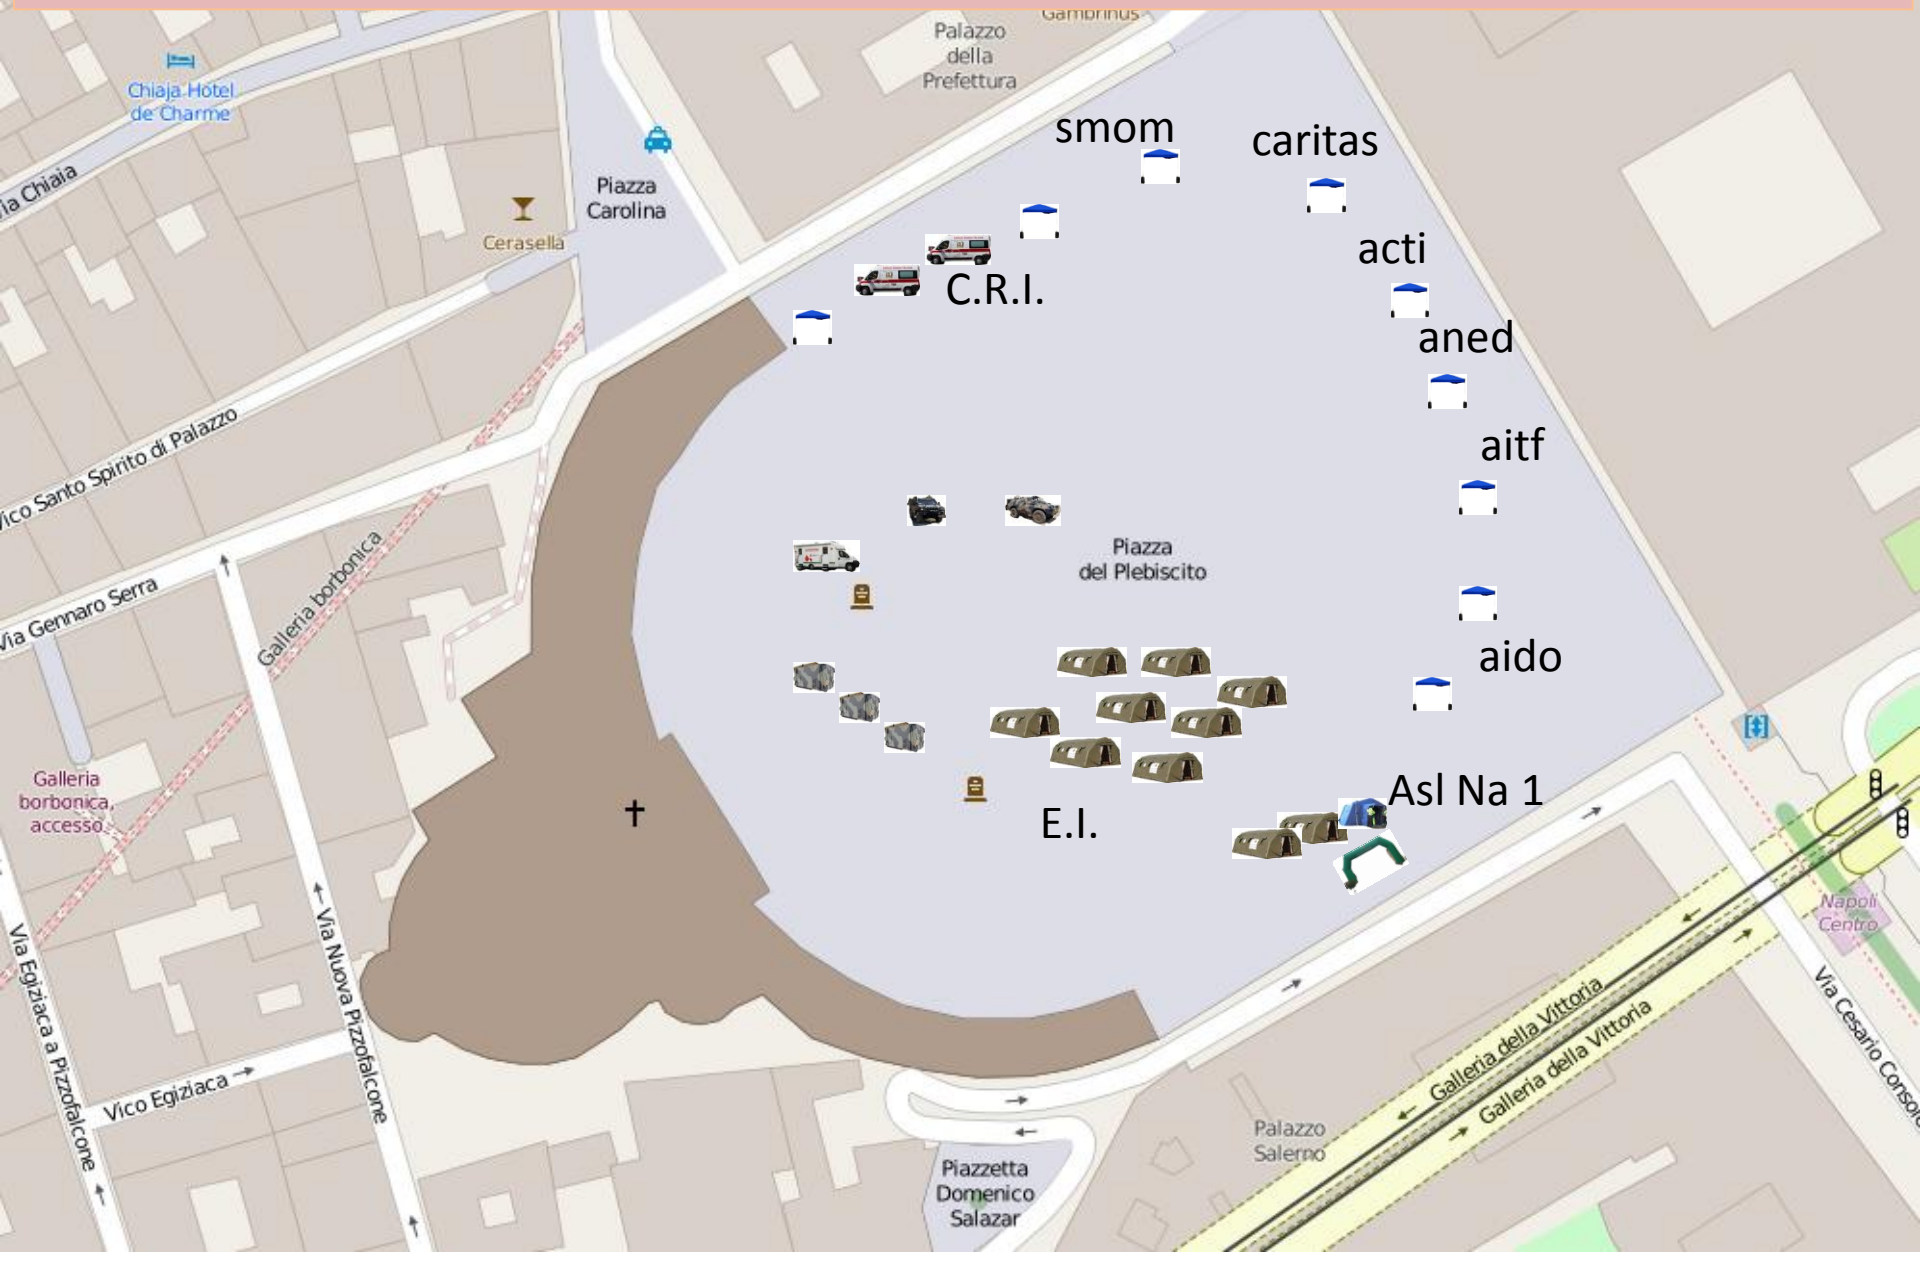 Gambrinus
Palazzo
della
Prefettura
Chiaja Hotel
de Charme
smom
caritas
Via Chiaia
Piazza
Carolina
Cerasella
acti
C.R.I.
aned
Vico Santo Spirito di Palazzo
aitf
Galleria borbonica
Piazza
del Plebiscito
Via Gennaro Serra
aido
Galleria
borbonica,
accesso
Asl Na 1
E.I.
Napoli
Centro
Via Egiziaca a Pizzofalcone
Via Nuova Pizzofalcone
Galleria della Vittoria
Galleria della Vittoria
Via Cesario Consolo
Vico Egiziaca
Palazzo
Salerno
Piazzetta
Domenico
Salazar